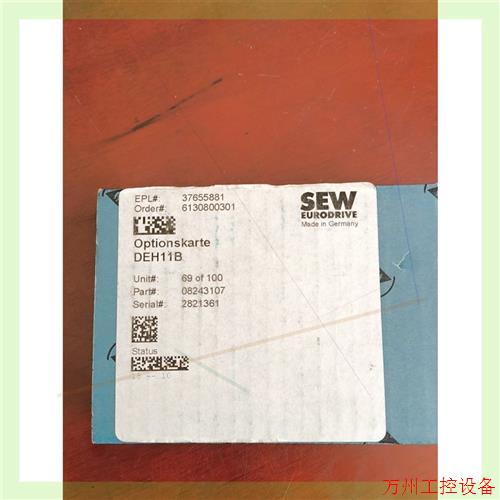 EPL#: 37655881
Order#: 6130800301
SEW
EURODRIVE
Made in Germany
Optionskarte
DEH11B
Unit#: 69 of 100
Part#: 08243107
Serial#: 2821361
Status
万州工控设备